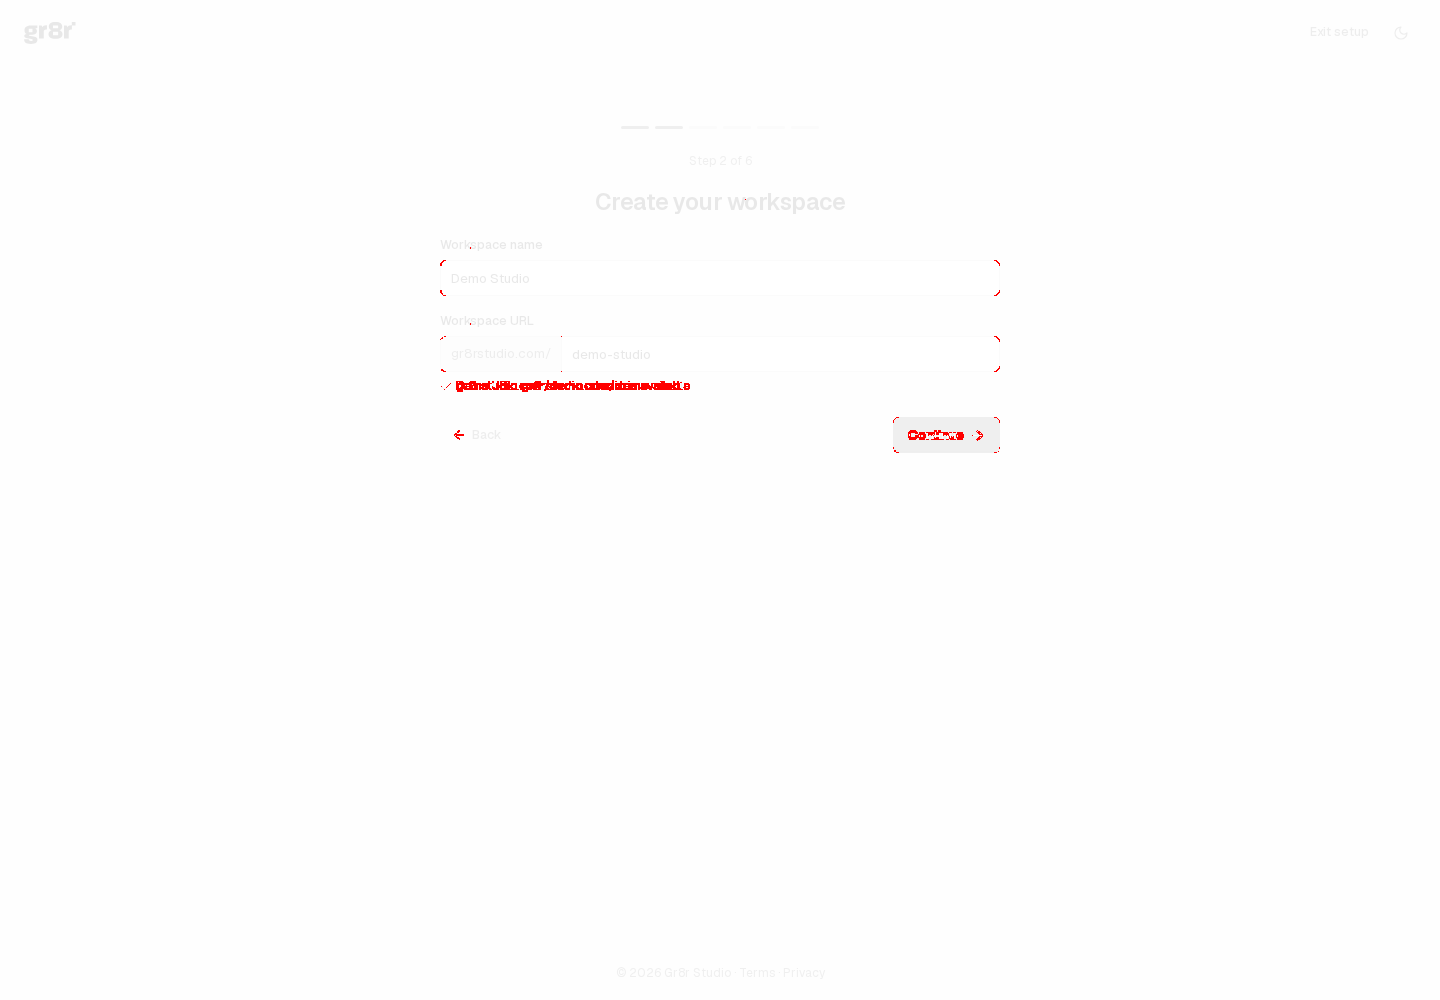 gr8r
Exit setup
Step 2 of 6
Create your workspace
Workspace name
Demo Studio
Workspace URL
gr8rstudio.com/
demo-studio
Back
Continue
© 2026 Gr8r Studio · Terms · Privacy